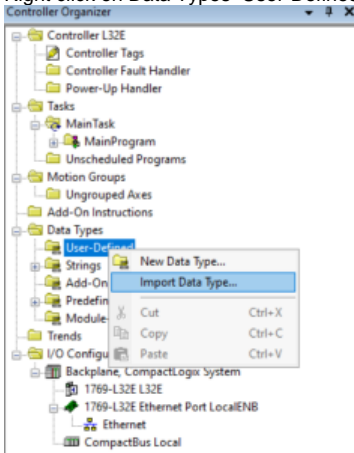 Right click on Data Types User Defined
Controller Organizer
Controller L32E
Controller Tags
Controller Fault Handler
Power-Up Handler
Tasks
MainTask
MainProgram
Unscheduled Programs
Motion Groups
Ungrouped Axes
Add-On Instructions
Data Types
User-Defined
Strings
New Data Type...
Add-On
Import Data Type...
Predefin
Module-
Cut Ctrl+X
Trends
Copy Ctrl+C
I/O Configu
Paste Ctrl+V
Backplane, CompactLogix System
1769-L32E L32E
1769-L32E Ethernet Port LocalENB
Ethernet
CompactBus Local